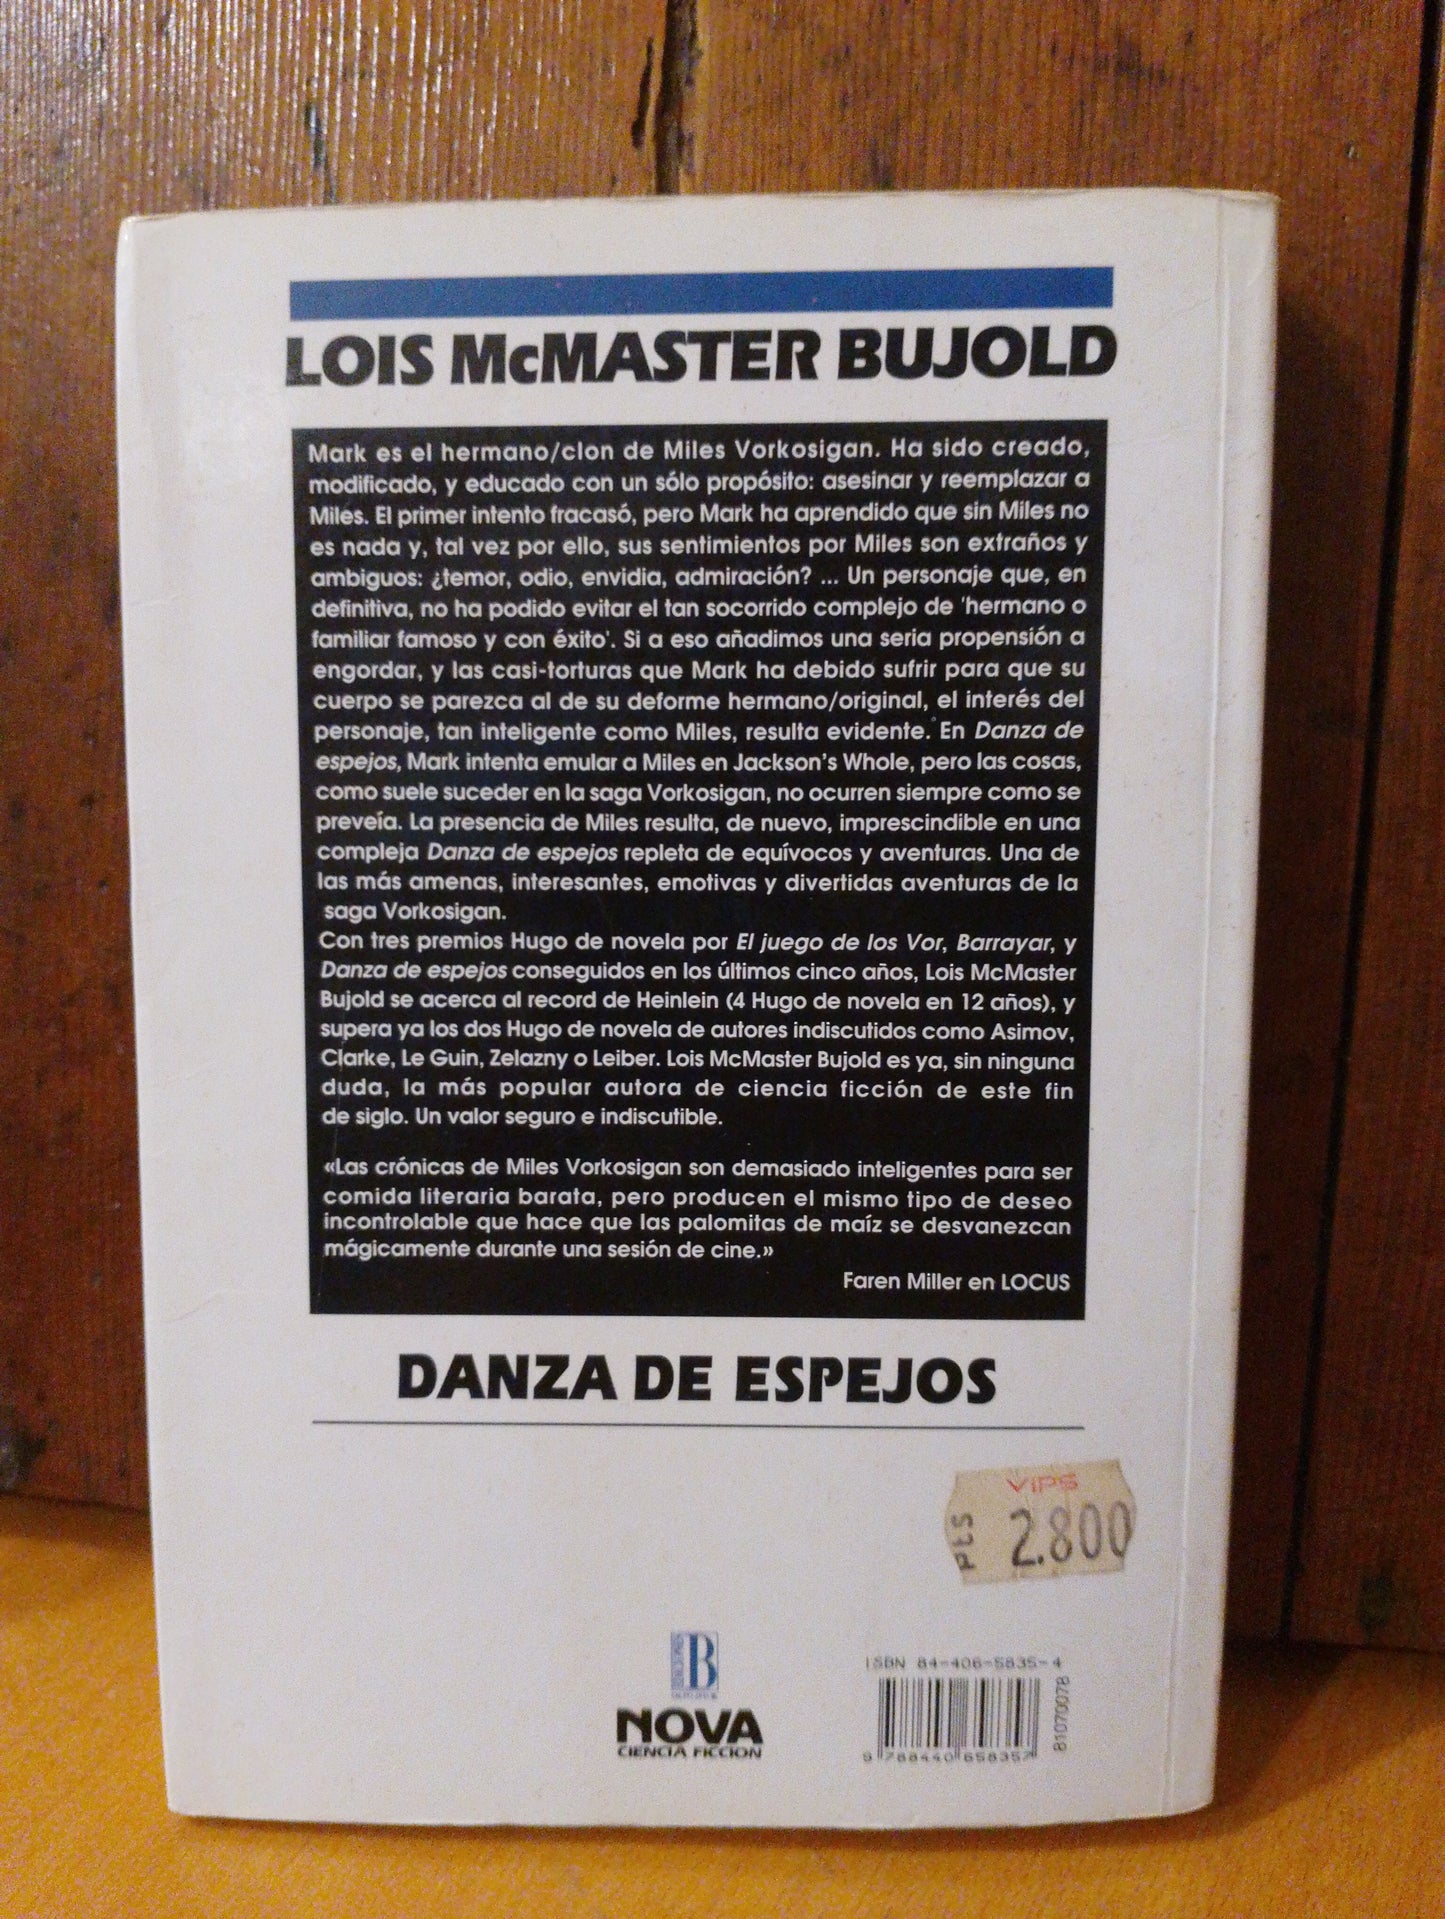 LOIS McMASTER BUJOLD
Mark es el hermano/clon de Miles Vorkosigan. Ha sido creado,
modificado, y educado con un sólo propósito: asesinar y reemplazar a
Miles. El primer intento fracasó, pero Mark ha aprendido que sin Miles no
es nada y, tal vez por ello, sus sentimientos por Miles son extraños y
ambiguos: ¿temor, odio, envidia, admiración? ... Un personaje que, en
definitiva, no ha podido evitar el tan socorrido complejo de 'hermano o
familiar famoso y con éxito'. Si a eso añadimos una seria propensión a
engordar, y las casi-torturas que Mark ha debido sufrir para que su
cuerpo se parezca al de su deforme hermano/original, el interés del
personaje, tan inteligente como Miles, resulta evidente. En Danza de
espejos, Mark intenta emular a Miles en Jackson's Whole, pero las cosas,
como suele suceder en la saga Vorkosigan, no ocurren siempre como se
preveía. La presencia de Miles resulta, de nuevo, imprescindible en una
compleja Danza de espejos repleta de equívocos y aventuras. Una de
las más amenas, interesantes, emotivas y divertidas aventuras de la
saga Vorkosigan.
Con tres premios Hugo de novela por El juego de los Vor, Barrayar, y
Danza de espejos conseguidos en los últimos cinco años, Lois McMaster
Bujold se acerca al record de Heinlein (4 Hugo de novela en 12 años), y
supera ya los dos Hugo de novela de autores indiscutidos como Asimov,
Clarke, Le Guin, Zelazny o Leiber. Lois McMaster Bujold es ya, sin ninguna
duda, la más popular autora de ciencia ficción de este fin
de siglo. Un valor seguro e indiscutible.
«Las crónicas de Miles Vorkosigan son demasiado inteligentes para ser
comida literaria barata, pero producen el mismo tipo de deseo
incontrolable que hace que las palomitas de maíz se desvanezcan
mágicamente durante una sesión de cine.»
Faren Miller en LOCUS
DANZA DE ESPEJOS
VIPS
PTS 2.800
B
NOVA
CIENCIA FICCION
ISBN 84-406-5835-4
9 788440 658357
81070078